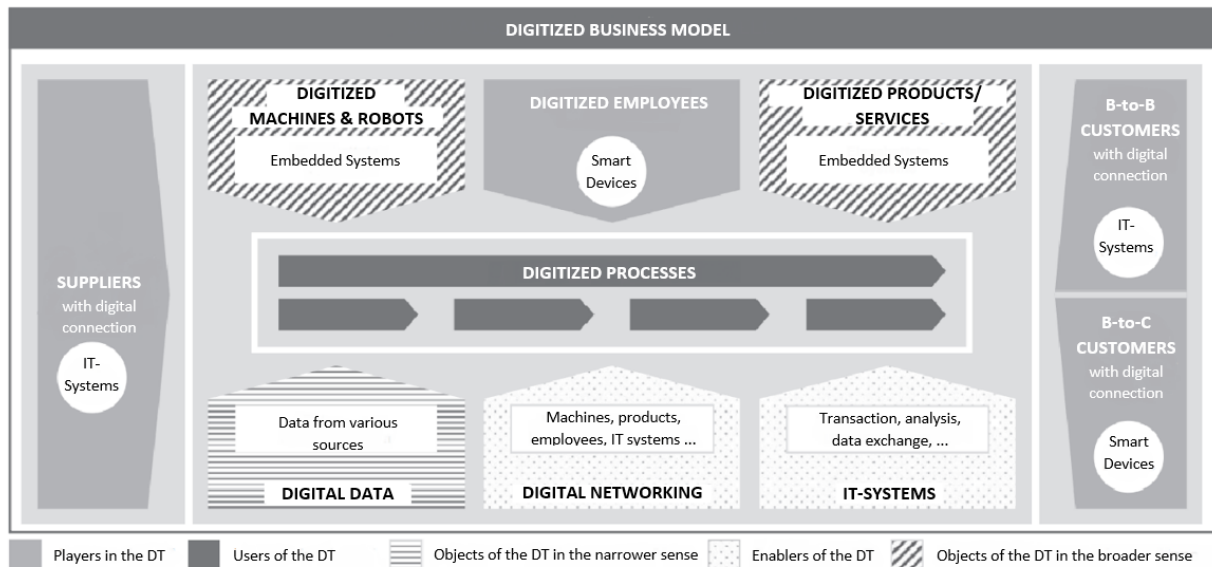 DIGITIZED BUSINESS MODEL
SUPPLIERS
with digital
connection
IT-
Systems
DIGITIZED
MACHINES & ROBOTS
Embedded Systems
DIGITIZED EMPLOYEES
Smart
Devices
DIGITIZED PRODUCTS/
SERVICES
Embedded Systems
DIGITIZED PROCESSES
Data from various
sources
DIGITAL DATA
Machines, products,
employees, IT systems ...
DIGITAL NETWORKING
Transaction, analysis,
data exchange, ...
IT-SYSTEMS
B-to-B
CUSTOMERS
with digital
connection
IT-
Systems
B-to-C
CUSTOMERS
with digital
connection
Smart
Devices
Players in the DT
Users of the DT
Objects of the DT in the narrower sense
Enablers of the DT
Objects of the DT in the broader sense